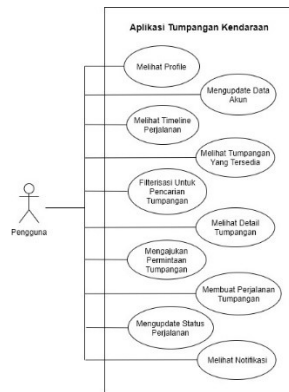 Aplikasi Tumpangan Kendaraan
Melihat Profile
Mengupdate Data
Akun
Melihat Timeline
Perjalanan
Melihat Tumpangan
Yang Tersedia
Filterisasi Untuk
Pencarian
Tumpangan
Melihat Detail
Tumpangan
Pengguna
Mengajukan
Permintaan
Tumpangan
Membuat Perjalanan
Tumpangan
Mengupdate Status
Perjalanan
Melihat Notifikasi